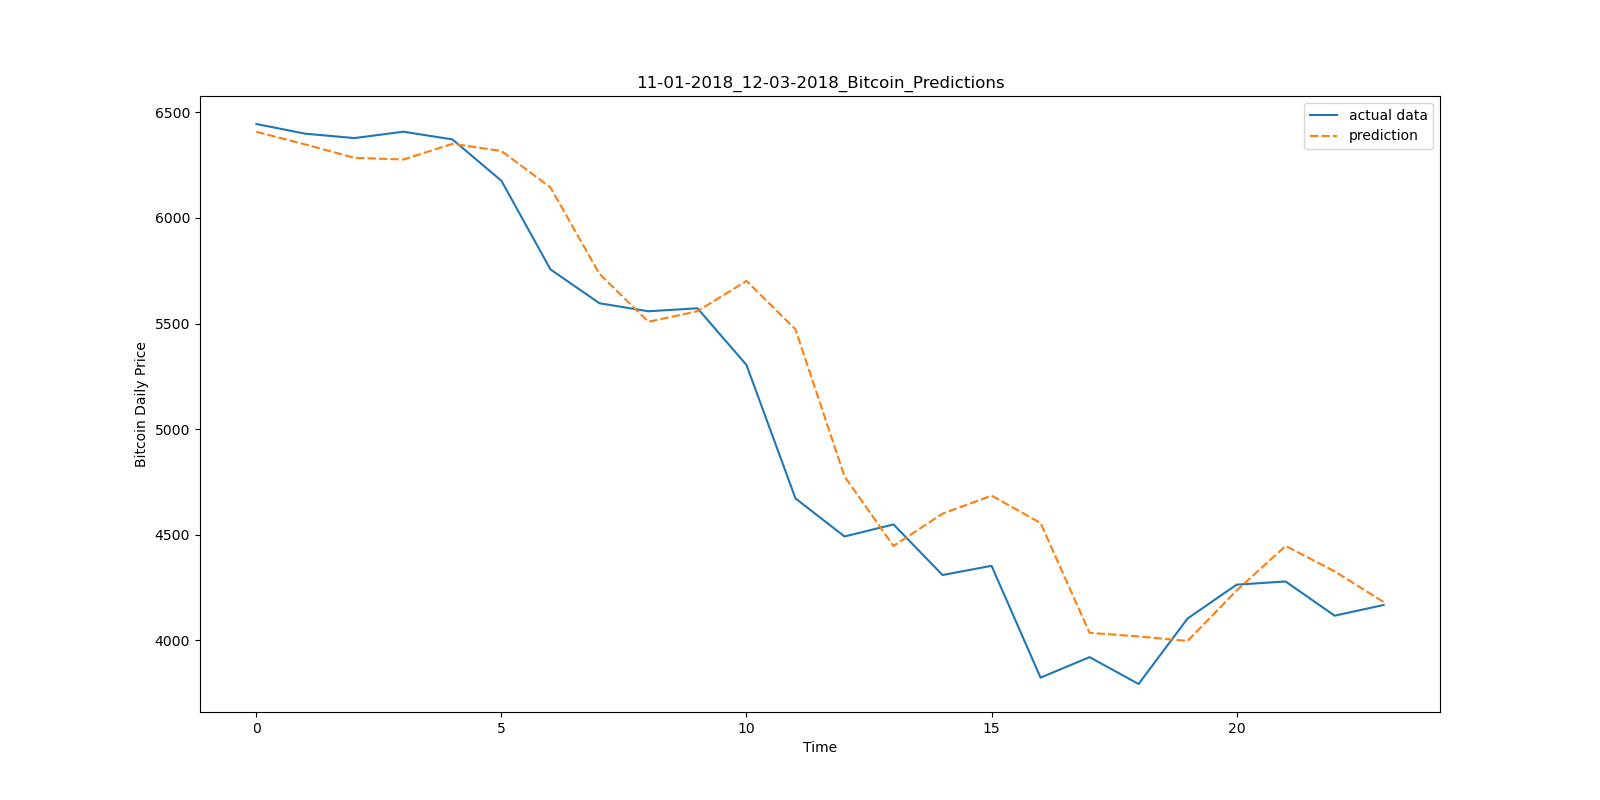 11-01-2018_12-03-2018_Bitcoin_Predictions
actual data
prediction
6500
6000
5500
5000
4500
4000
Bitcoin Daily Price
0 5 10 15 20
Time